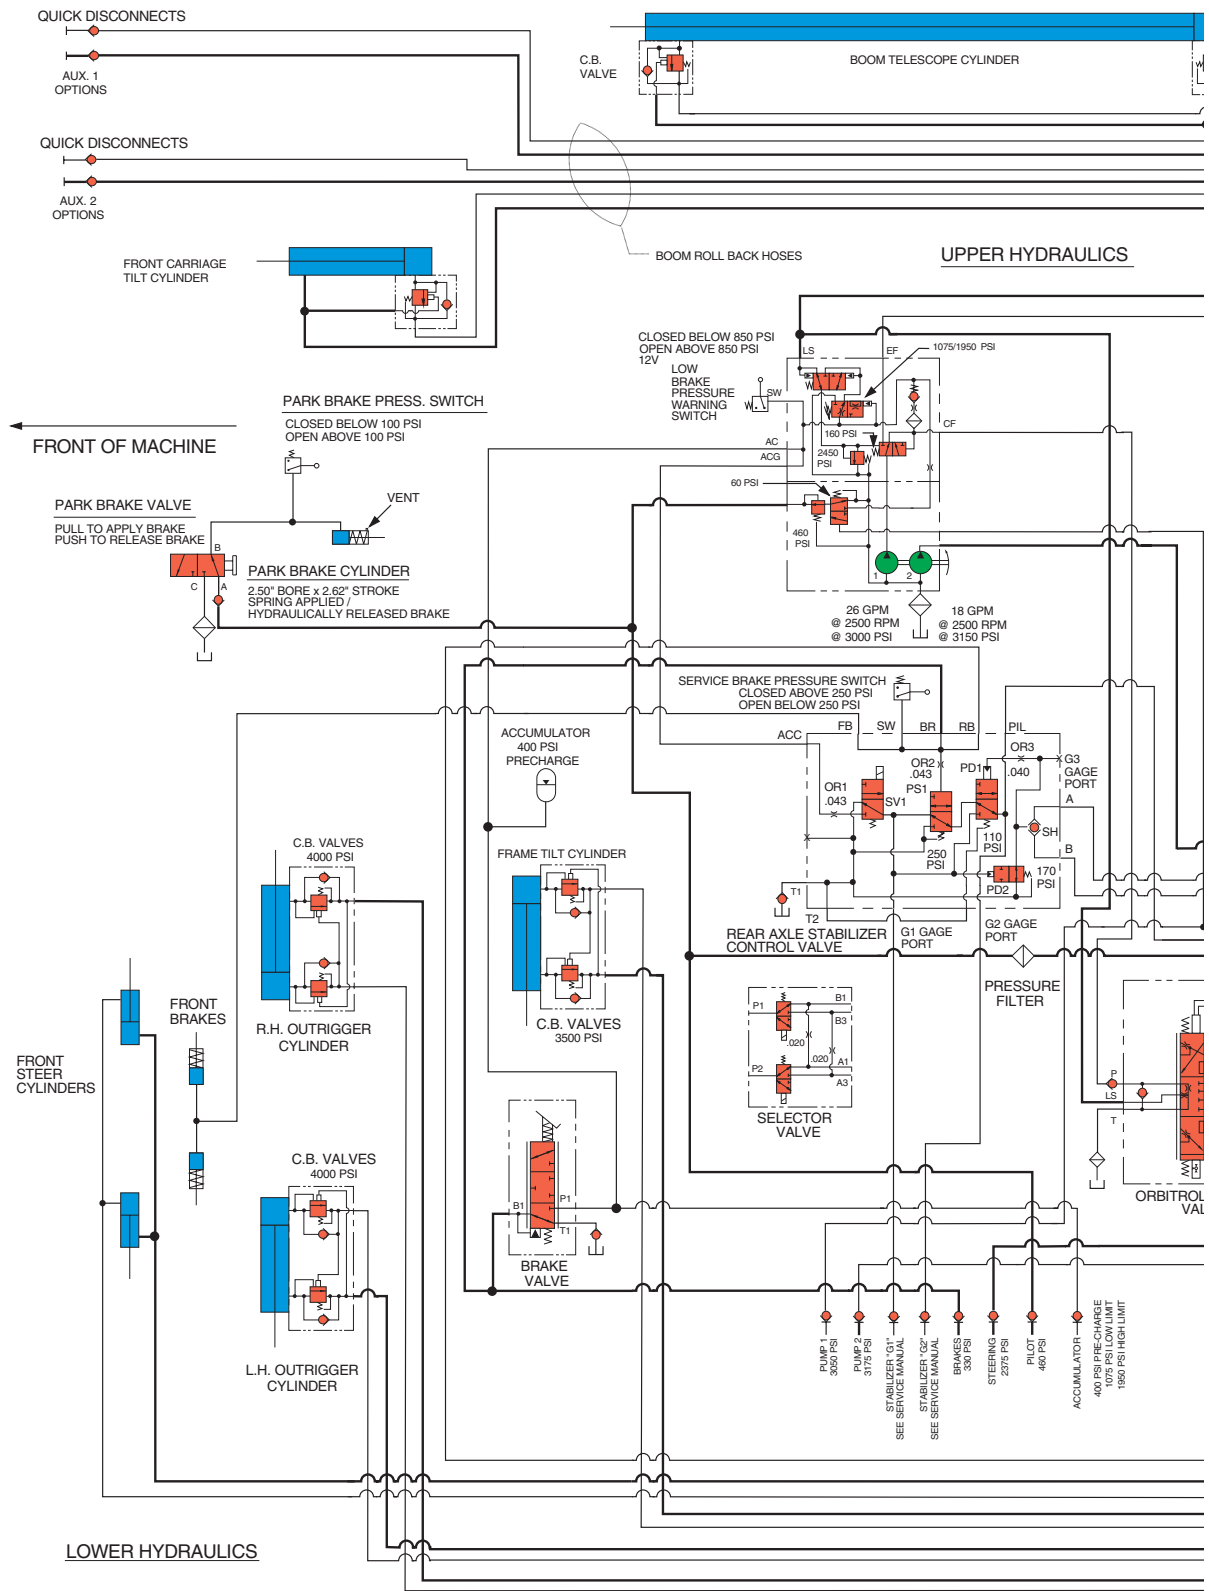 QUICK DISCONNECTS
AUX. 1
OPTIONS
QUICK DISCONNECTS
AUX. 2
OPTIONS
C.B.
VALVE
BOOM TELESCOPE CYLINDER
FRONT CARRIAGE
TILT CYLINDER
BOOM ROLL BACK HOSES
UPPER HYDRAULICS
CLOSED BELOW 850 PSI
OPEN ABOVE 850 PSI
12V
LOW
BRAKE
PRESSURE
WARNING
SWITCH
SW
LS
EF
1075/1950 PSI
CF
160 PSI
2450
PSI
AC
ACG
60 PSI
460
PSI
1
2
26 GPM
@ 2500 RPM
@ 3000 PSI
18 GPM
@ 2500 RPM
@ 3150 PSI
PARK BRAKE PRESS. SWITCH
CLOSED BELOW 100 PSI
OPEN ABOVE 100 PSI
FRONT OF MACHINE
PARK BRAKE VALVE
PULL TO APPLY BRAKE
PUSH TO RELEASE BRAKE
VENT
B
C
A
PARK BRAKE CYLINDER
2.50" BORE x 2.62" STROKE
SPRING APPLIED /
HYDRAULICALLY RELEASED BRAKE
SERVICE BRAKE PRESSURE SWITCH
CLOSED ABOVE 250 PSI
OPEN BELOW 250 PSI
ACC
FB
SW
BR
RB
PIL
ACCUMULATOR
400 PSI
PRECHARGE
OR1
.043
SV1
OR2
.043
PS1
PD1
OR3
.040
G3
GAGE
PORT
A
SH
B
250
PSI
110
PSI
PD2
170
PSI
T1
T2
G1 GAGE
PORT
G2 GAGE
PORT
REAR AXLE STABILIZER
CONTROL VALVE
PRESSURE
FILTER
C.B. VALVES
4000 PSI
R.H. OUTRIGGER
CYLINDER
FRAME TILT CYLINDER
C.B. VALVES
3500 PSI
P1
B1
B3
.020
.020
P2
A1
A3
SELECTOR
VALVE
FRONT
BRAKES
FRONT
STEER
CYLINDERS
C.B. VALVES
4000 PSI
L.H. OUTRIGGER
CYLINDER
B1
P1
T1
BRAKE
VALVE
P
LS
T
ORBITROL
VAL
PUMP 1
3050 PSI
PUMP 2
3175 PSI
STABILIZER "G1"
SEE SERVICE MANUAL
STABILIZER "G2"
SEE SERVICE MANUAL
BRAKES
330 PSI
STEERING
2375 PSI
PILOT
460 PSI
ACCUMULATOR
400 PSI PRE-CHARGE
1075 PSI LOW LIMIT
1950 PSI HIGH LIMIT
LOWER HYDRAULICS